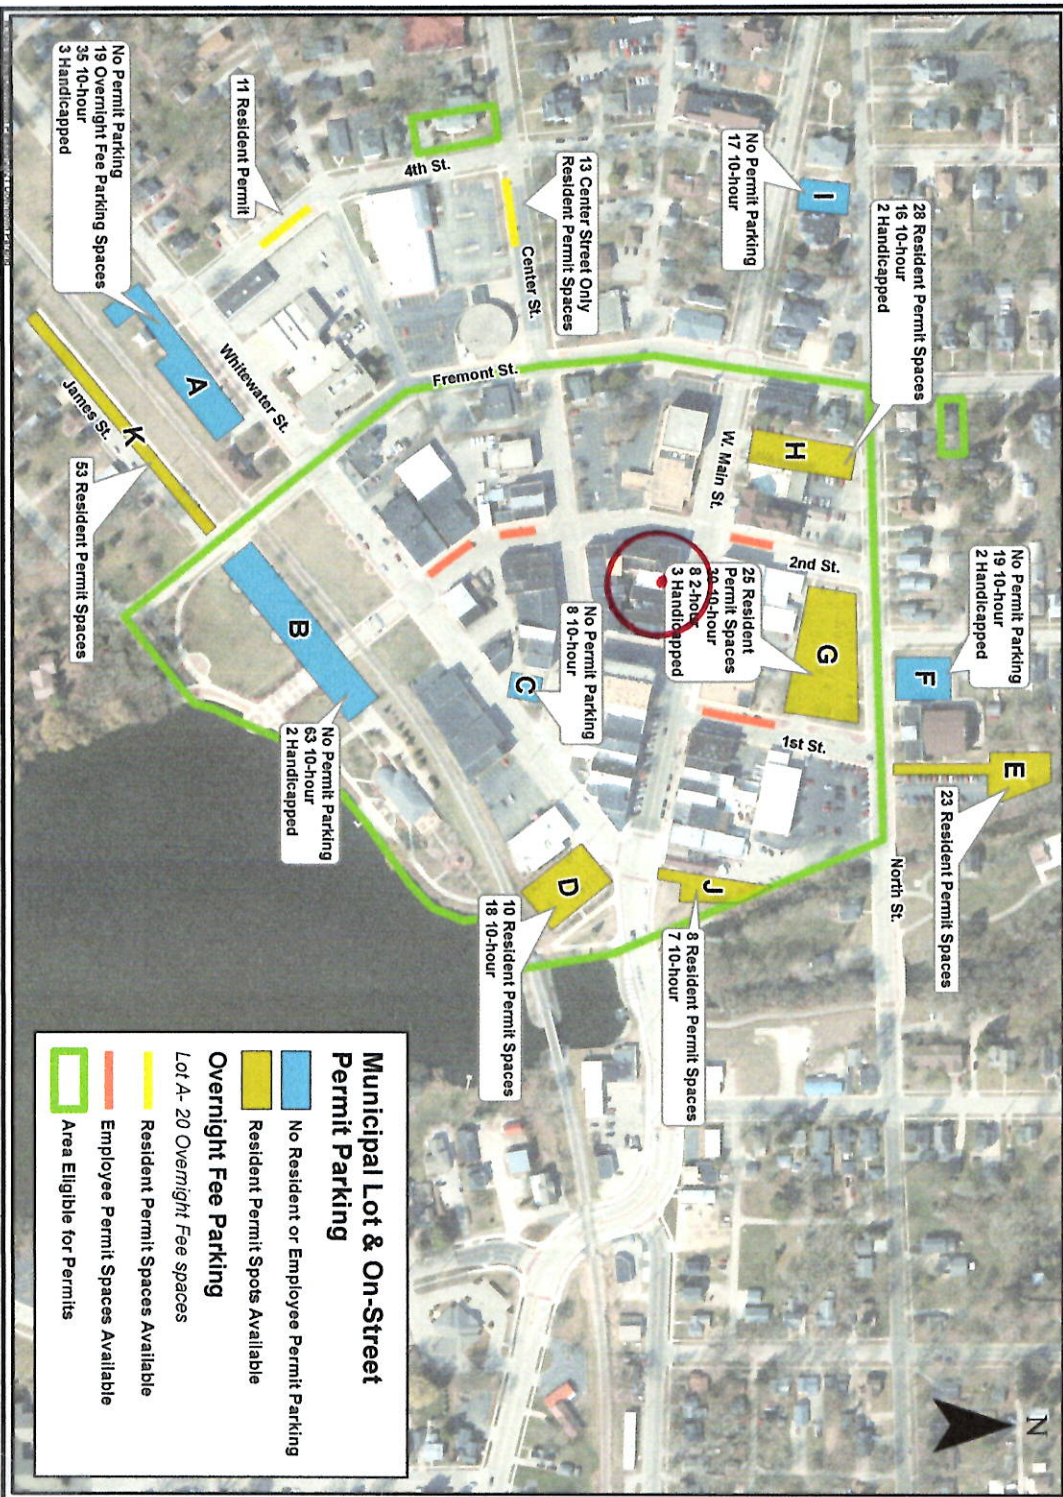 No Permit Parking
19 Overnight Fee Parking Spaces
35 10-hour
3 Handicapped
11 Resident Permit
4th St.
13 Center Street Only
Resident Permit Spaces
Center St.
No Permit Parking
17 10-hour
I
28 Resident Permit Spaces
16 10-hour
2 Handicapped
H
W. Main St.
Fremont St.
Whitewater St.
A
James St.
K
53 Resident Permit Spaces
B
No Permit Parking
63 10-hour
2 Handicapped
2nd St.
25 Resident
Permit Spaces
30 10-hour
8 2-hour
3 Handicapped
G
No Permit Parking
8 10-hour
C
1st St.
No Permit Parking
19 10-hour
2 Handicapped
F
E
23 Resident Permit Spaces
North St.
J
8 Resident Permit Spaces
7 10-hour
D
10 Resident Permit Spaces
18 10-hour
N
Municipal Lot & On-Street
Permit Parking
No Resident or Employee Permit Parking
Resident Permit Spots Available
Overnight Fee Parking
Lot A- 20 Overnight Fee spaces
Resident Permit Spaces Available
Employee Permit Spaces Available
Area Eligible for Permits